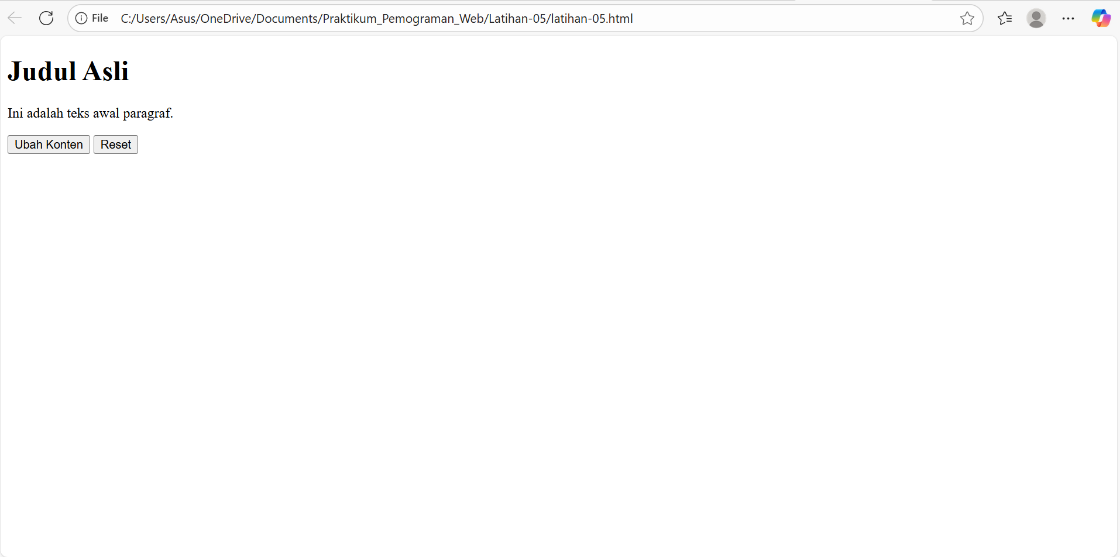 File C:/Users/Asus/OneDrive/Documents/Praktikum_Pemograman_Web/Latihan-05/latihan-05.html
Judul Asli
Ini adalah teks awal paragraf.
Ubah Konten Reset